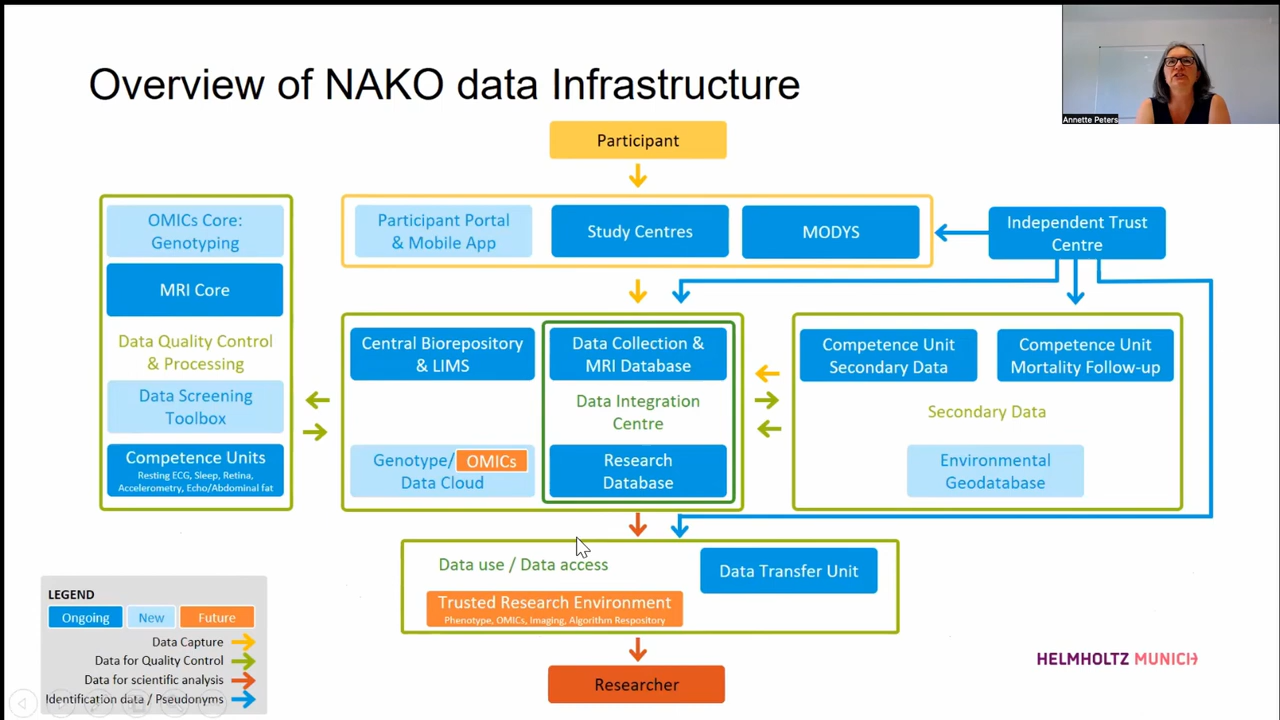 Overview of NAKO data Infrastructure
Annette Peters
Participant
Participant Portal
& Mobile App
Study Centres
MODYS
Independent Trust
Centre
OMICs Core:
Genotyping
MRI Core
Data Quality Control
& Processing
Data Screening
Toolbox
Competence Units
Resting ECG, Sleep, Retina,
Accelerometry, Echo/Abdominal fat
Central Biorepository
& LIMS
Genotype/ OMICs
Data Cloud
Data Collection &
MRI Database
Data Integration
Centre
Research
Database
Competence Unit
Secondary Data
Competence Unit
Mortality Follow-up
Secondary Data
Environmental
Geodatabase
Data use / Data access
Data Transfer Unit
Trusted Research Environment
Phenotype, OMICs, Imaging, Algorithm Respository
Researcher
LEGEND
Ongoing New Future
Data Capture
Data for Quality Control
Data for scientific analysis
Identification data / Pseudonyms
HELMHOLTZ MUNICH